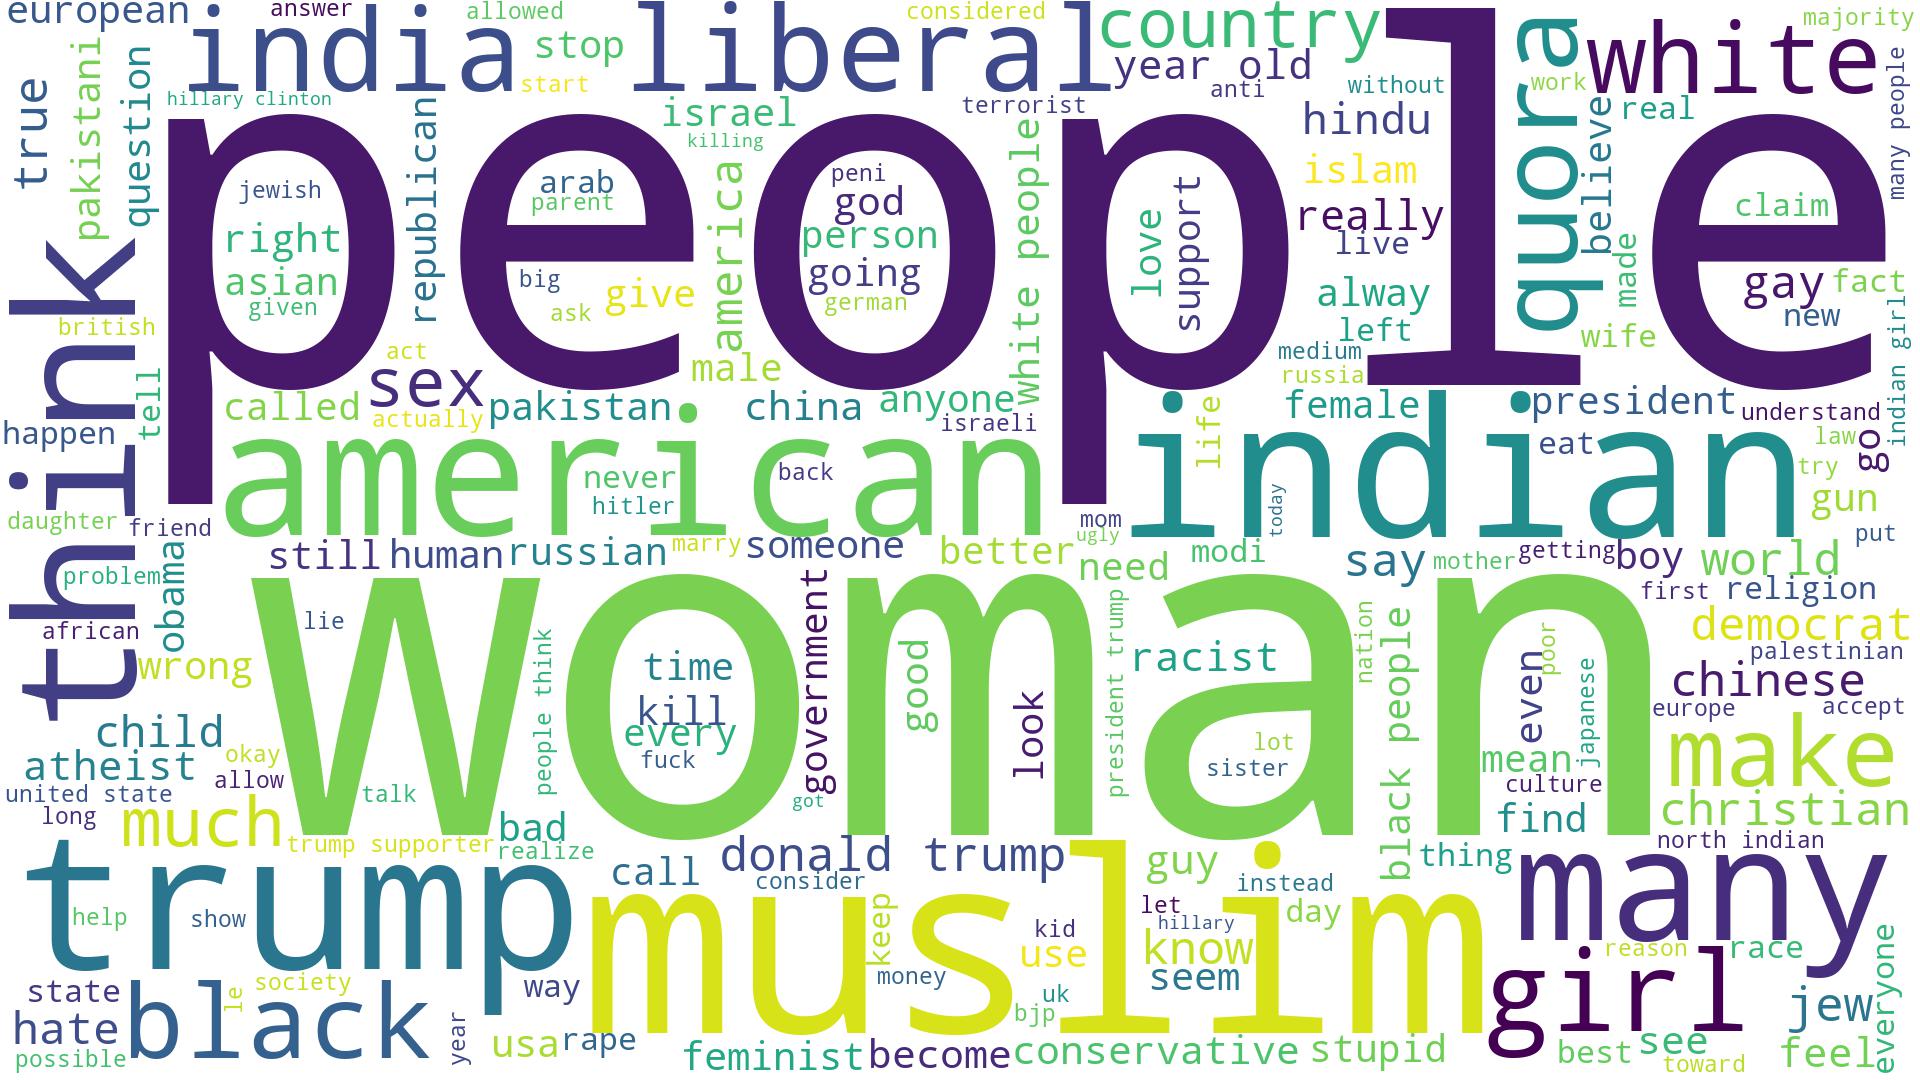 european
answer
allowed
considered
majority
india
liberal
country
stop
year old
white
quora
start
anti
without
work
true
pakistani
question
hillary clinton
republican
israel
terrorist
hindu
believe
real
many people
killing
people
jewish
arab
parent
peni
god
love
support
islam
really
live
claim
right
asian
given
america
person
going
german
white people
big
ask
give
alway
left
made
gay
fact
new
wife
indian girl
think
british
act
sex
male
medium
russia
tell
called
actually
pakistan
china
anyone
israeli
life
female
president
understand
happen
american
indian
eat
law
go
try
never
hitler
back
today
gun
daughter
friend
mom
ugly
put
still
human
russian
marry
someone
better
need
modi
say
mother
getting
boy
world
problem
obama
first
religion
woman
african
lie
democrat
wrong
people think
time
kill
every
fuck
government
good
look
president trump
racist
nation
black people
even
poor
japanese
palestinian
chinese
europe
accept
child
atheist
okay
allow
united state
long
talk
got
lot
sister
mean
culture
make
christian
much
trump supporter
bad
realize
find
donald trump
guy
thing
north indian
trump
call
consider
instead
many
muslim
help
show
keep
kid
let
hillary
day
use
know
reason
race
everyone
state
society
le
way
money
seem
girl
hate
black
uk
bjp
jew
possible
year
usa
rape
feminist
become
conservative
stupid
best
see
toward
feel